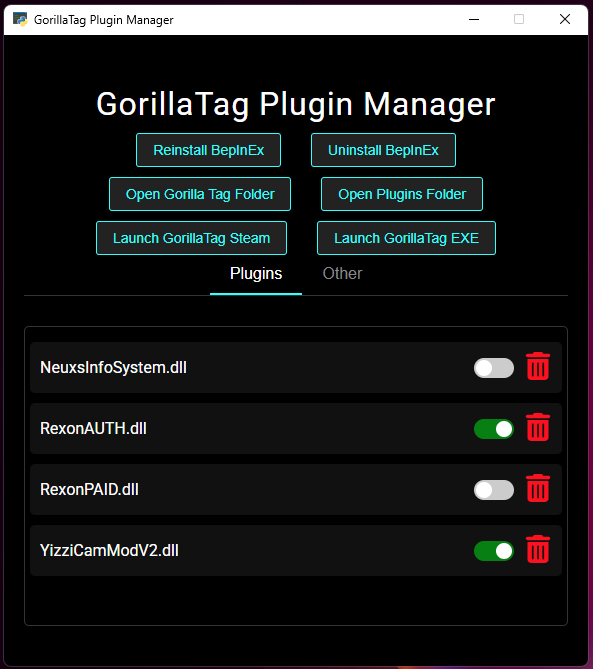 GorillaTag Plugin Manager
GorillaTag Plugin Manager
Reinstall BepInEx Uninstall BepInEx
Open Gorilla Tag Folder Open Plugins Folder
Launch GorillaTag Steam Launch GorillaTag EXE
Plugins Other
NeuxsInfoSystem.dll
RexonAUTH.dll
RexonPAID.dll
YizziCamModV2.dll